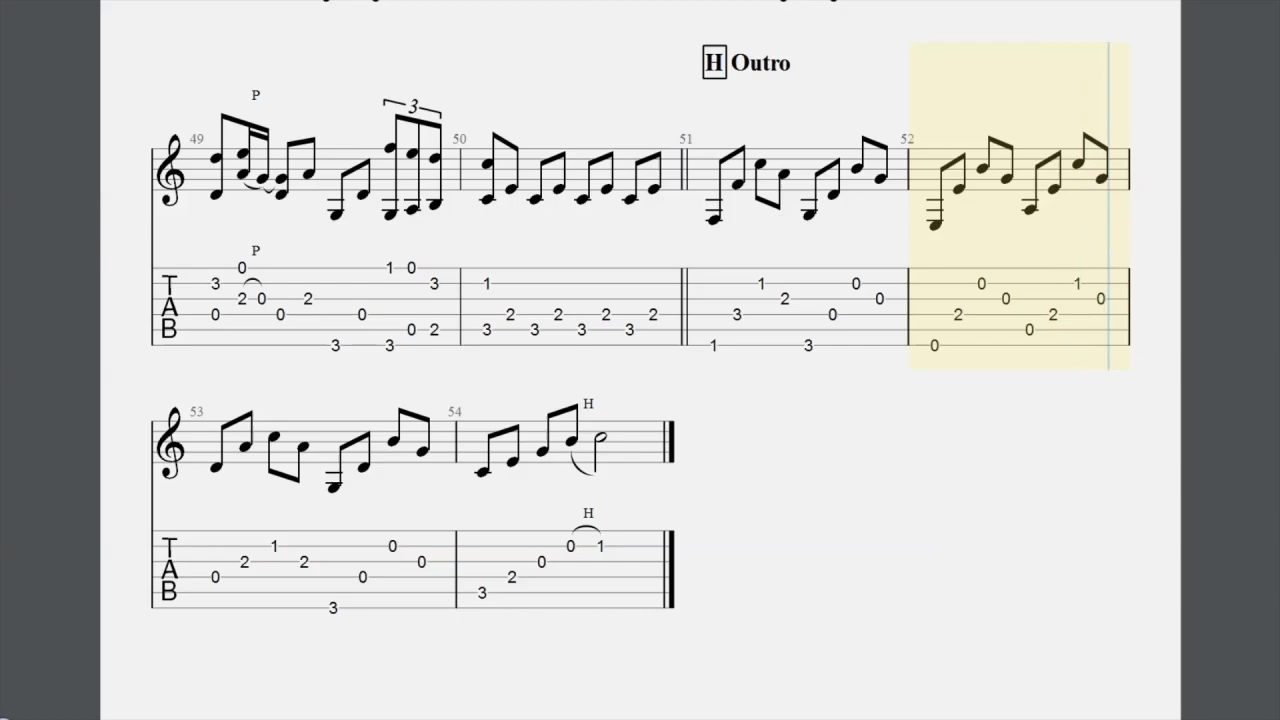 H Outro
P
3
49
50
51
52
P
0 1 0
T 3 3 1 1 0 0 1
2 0 2 2 0 0 0
A 0 0 0 2 2 2 2 3 0 2 2
B 0 2 3 3 3 3 0
3 3 1 3 0
H
53
54
H
T 1 0 0 1
2 2 0 0
A 0 0 2
B 3
3